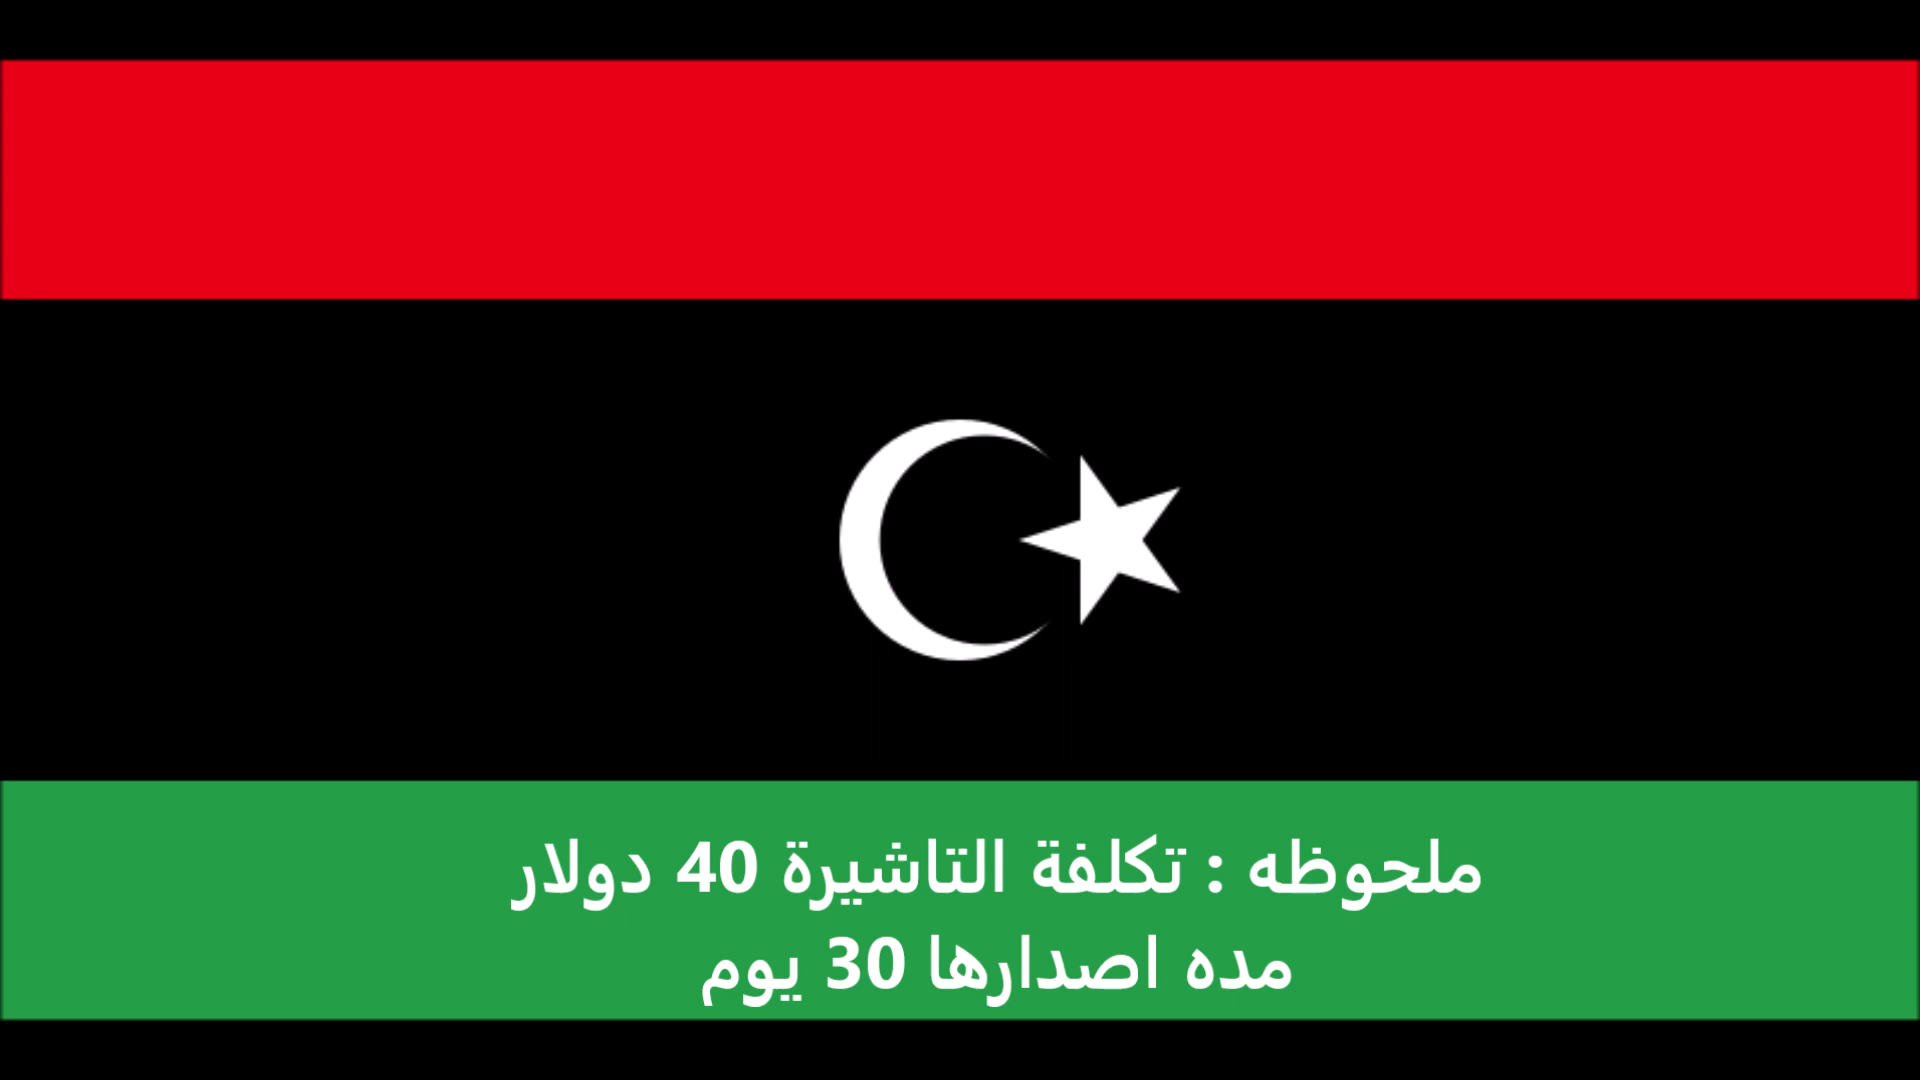 ملحوظه : تكلفة التاشيرة 40 دولار
مده اصدارها 30 يوم